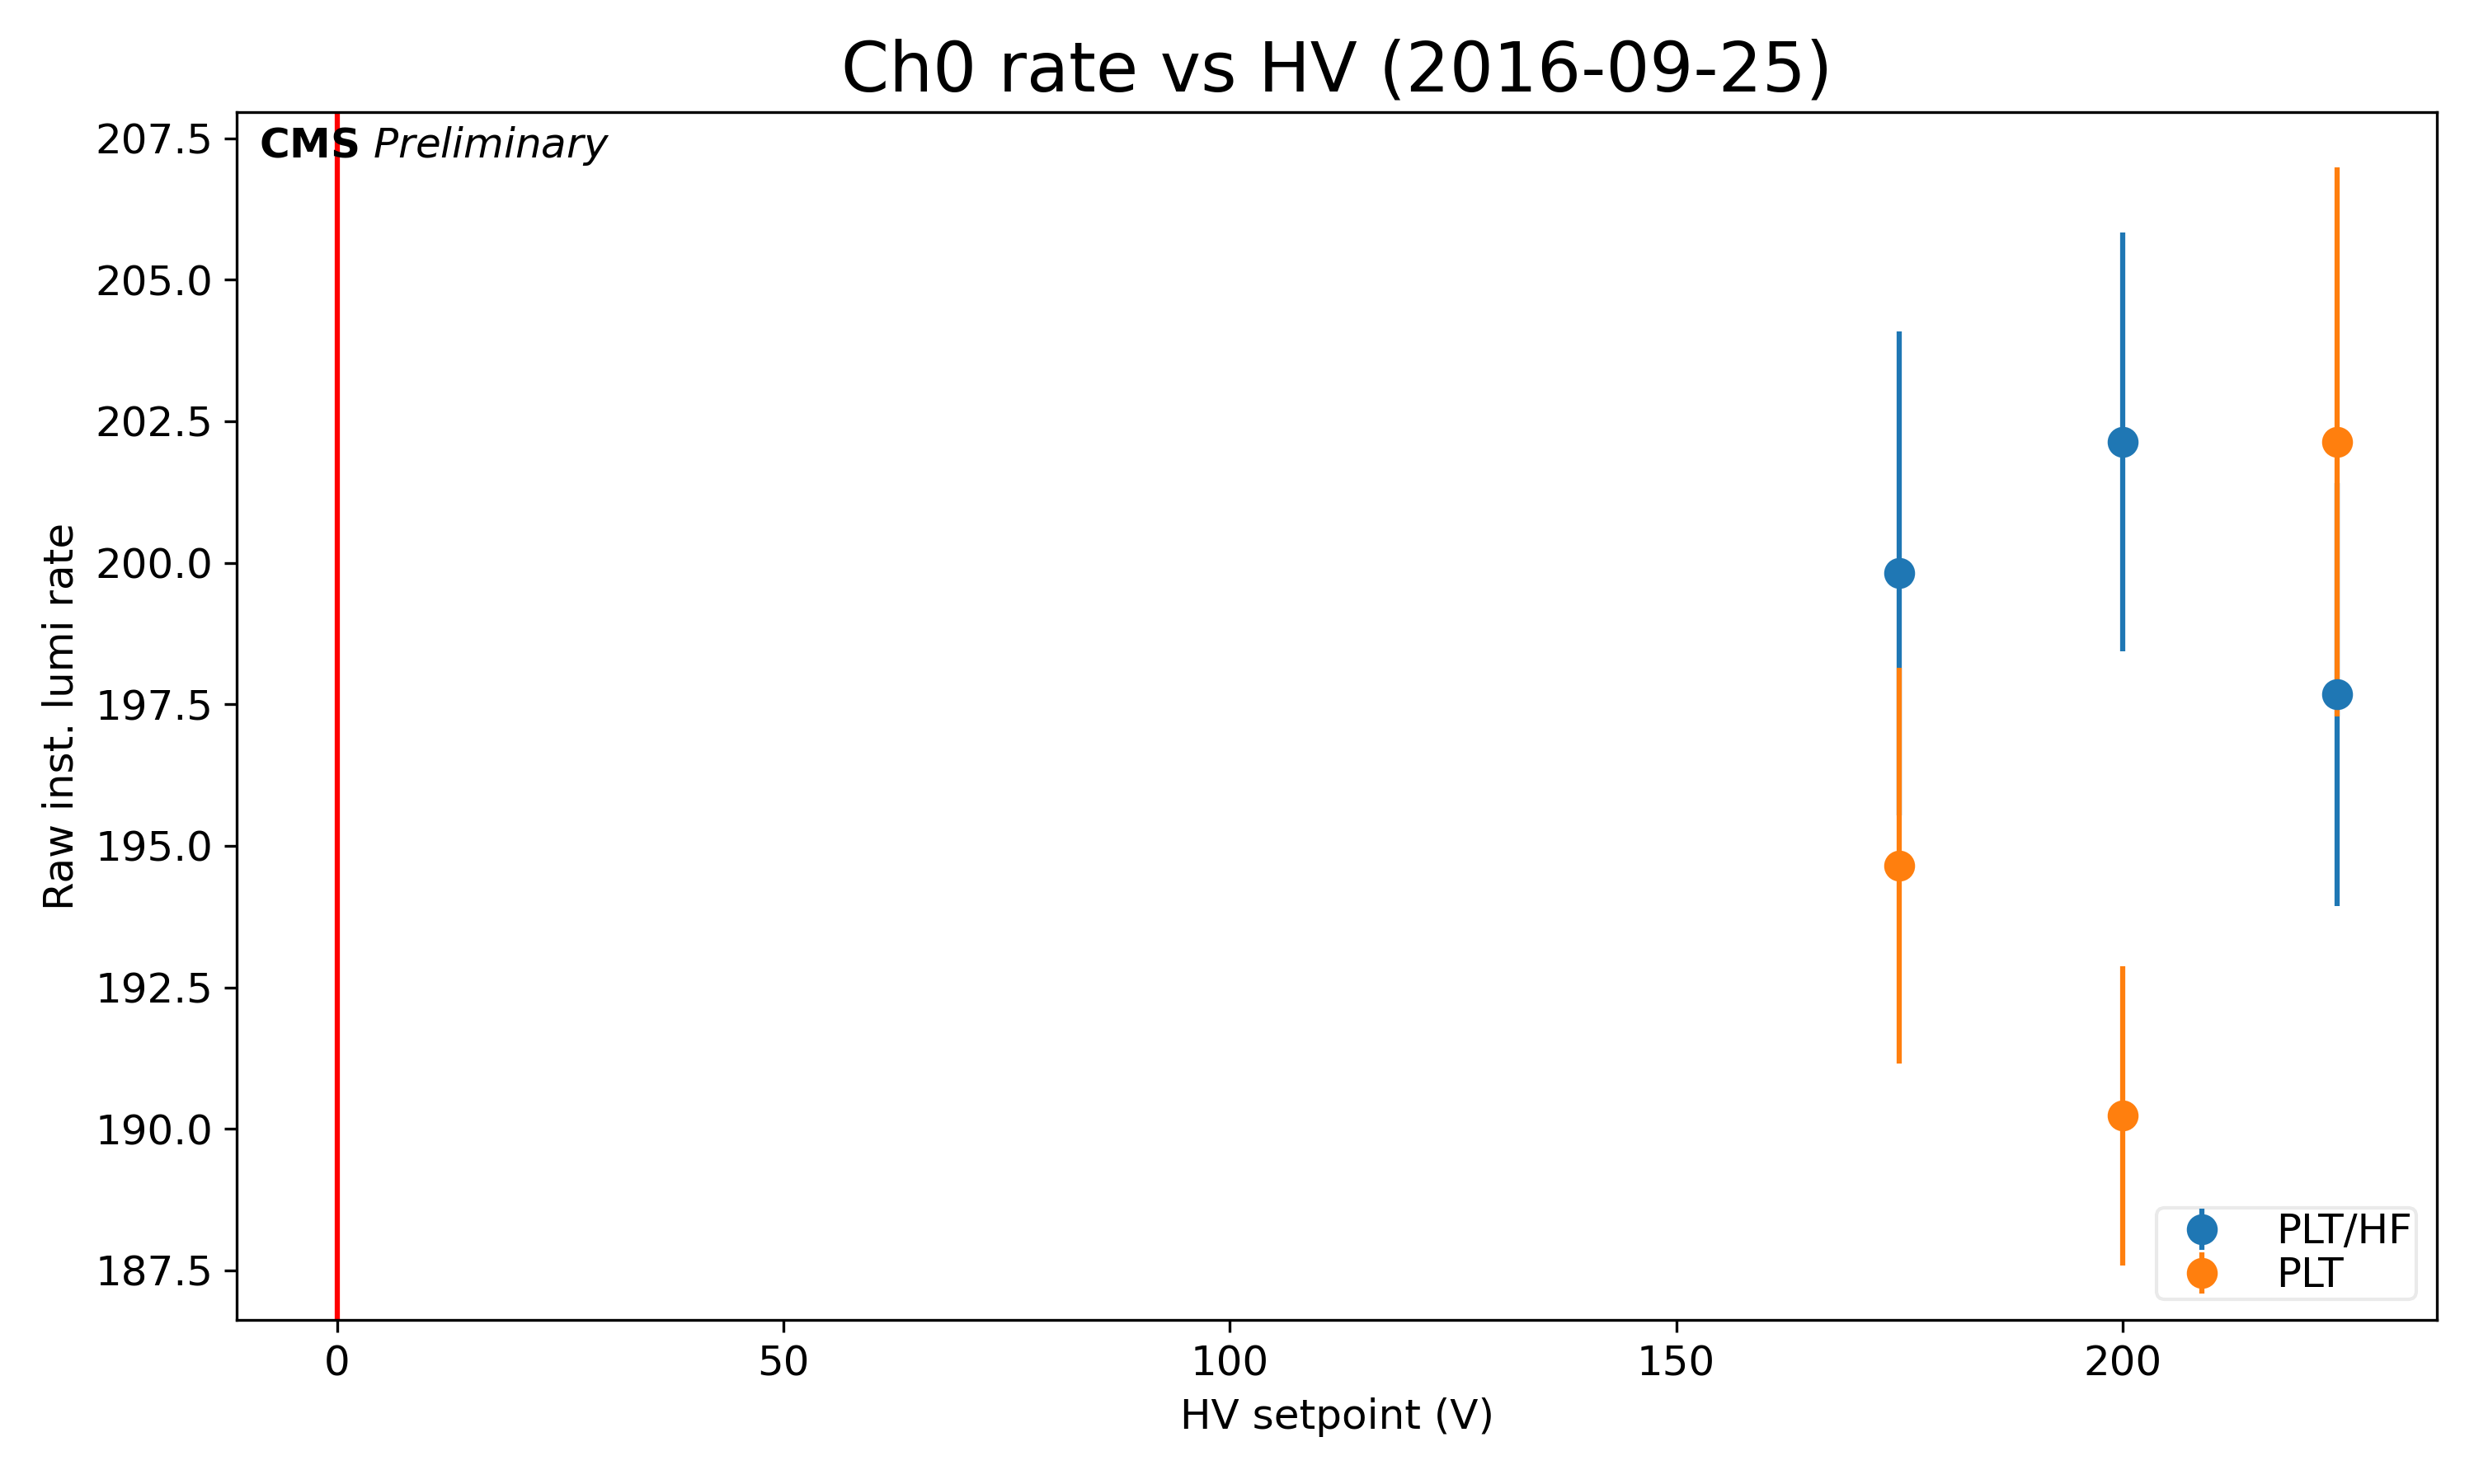 Ch0 rate vs HV (2016-09-25)
CMS Preliminary
Raw inst. lumi rate
207.5
205.0
202.5
200.0
197.5
195.0
192.5
190.0
187.5
PLT/HF
PLT
0 50 100 150 200
HV setpoint (V)